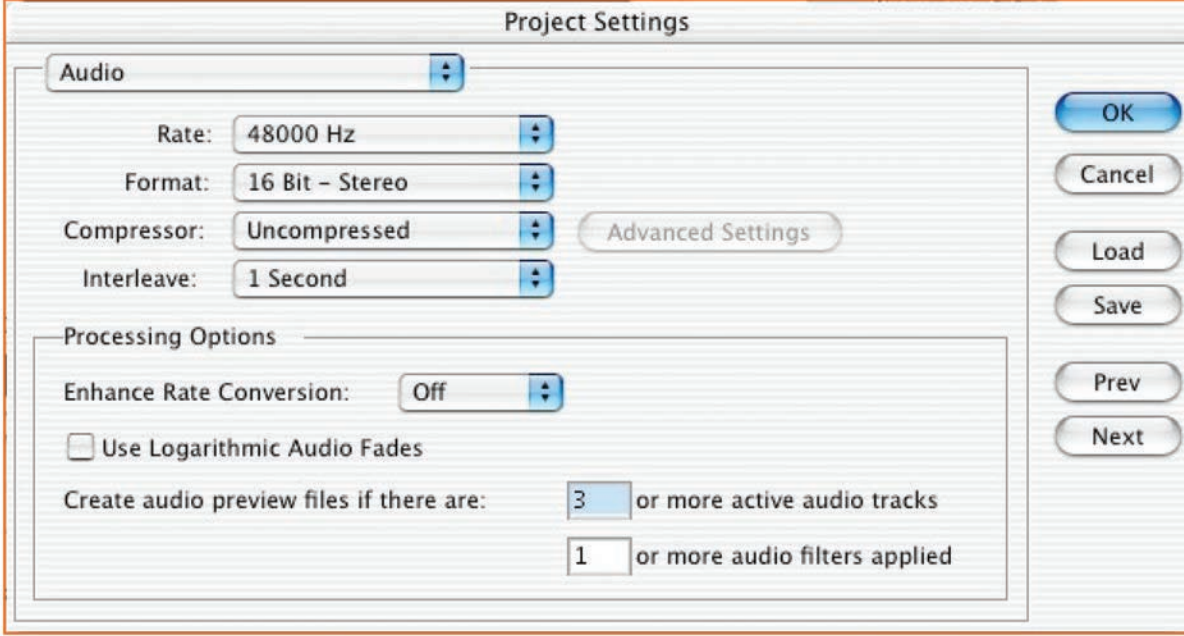 Project Settings
Audio
Rate: 48000 Hz
Format: 16 Bit – Stereo
Compressor: Uncompressed Advanced Settings
Interleave: 1 Second
Processing Options
Enhance Rate Conversion: Off
Use Logarithmic Audio Fades
Create audio preview files if there are: 3 or more active audio tracks
1 or more audio filters applied
OK
Cancel
Load
Save
Prev
Next